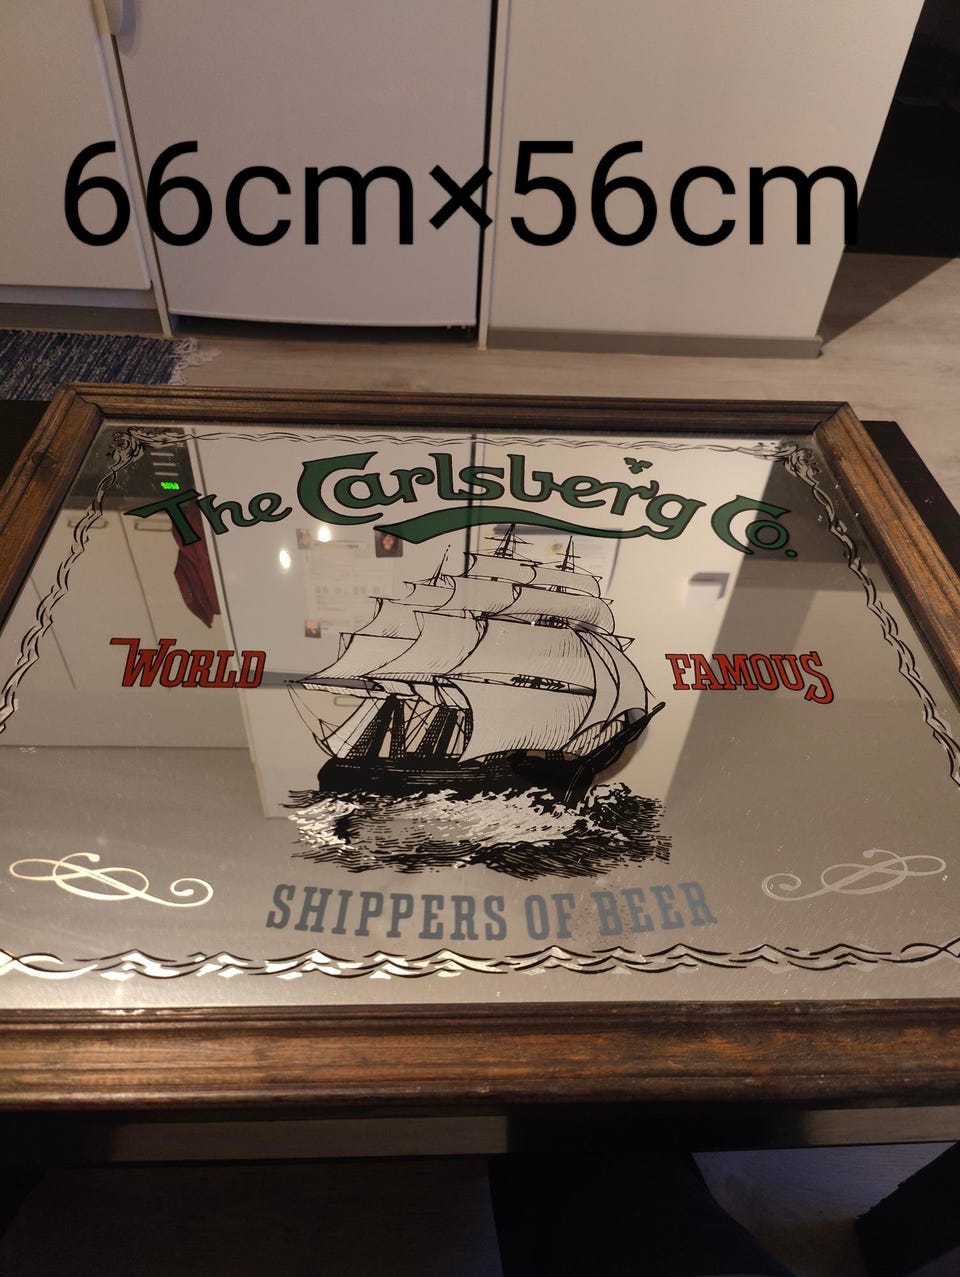 66cm×56cm
The Carlsberg Co.
WORLD FAMOUS
SHIPPERS OF BEER